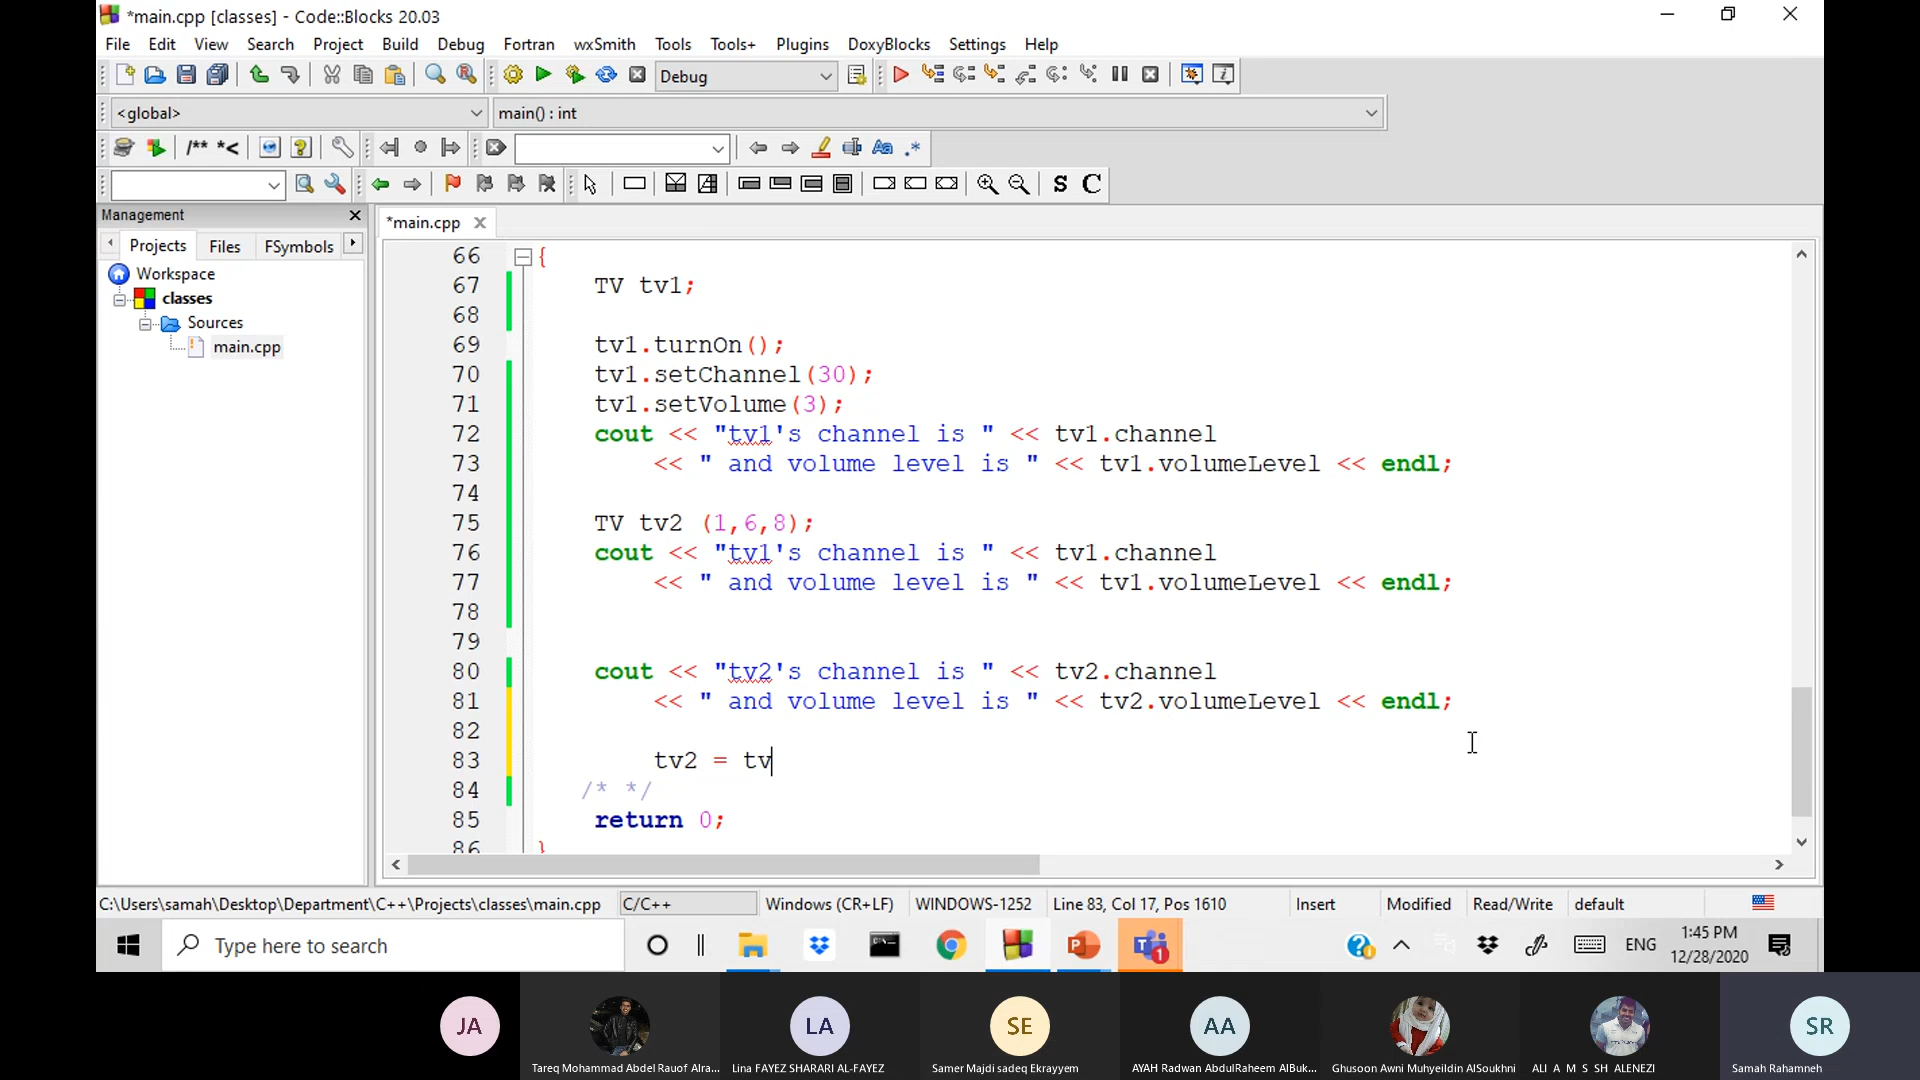 *main.cpp [classes] - Code::Blocks 20.03
File Edit View Search Project Build Debug Fortran wxSmith Tools Tools+ Plugins DoxyBlocks Settings Help
Debug
<global> main() : int
/** *<
Aa .*
S C
Management
*main.cpp
Projects Files FSymbols
Workspace
classes
Sources
main.cpp
66 {
67 TV tv1;
68
69 tv1.turnOn();
70 tv1.setChannel(30);
71 tv1.setVolume(3);
72 cout << "tv1's channel is " << tv1.channel
73 << " and volume level is " << tv1.volumeLevel << endl;
74
75 TV tv2 (1,6,8);
76 cout << "tv1's channel is " << tv1.channel
77 << " and volume level is " << tv1.volumeLevel << endl;
78
79
80 cout << "tv2's channel is " << tv2.channel
81 << " and volume level is " << tv2.volumeLevel << endl;
82
83 tv2 = tv
84 /* */
85 return 0;
86 }
C:\Users\samah\Desktop\Department\C++\Projects\classes\main.cpp C/C++ Windows (CR+LF) WINDOWS-1252 Line 83, Col 17, Pos 1610 Insert Modified Read/Write default
Type here to search
1
ENG
1:45 PM
12/28/2020
JA LA SE AA SR
Tareq Mohammad Abdel Rauof Alra... Lina FAYEZ SHARARI AL-FAYEZ Samer Majdi sadeq Ekrayyem AYAH Radwan AbdulRaheem AlBuk... Ghusoon Awni Muhyeildin AlSoukhni ALI A M S SH ALENEZI Samah Rahamneh